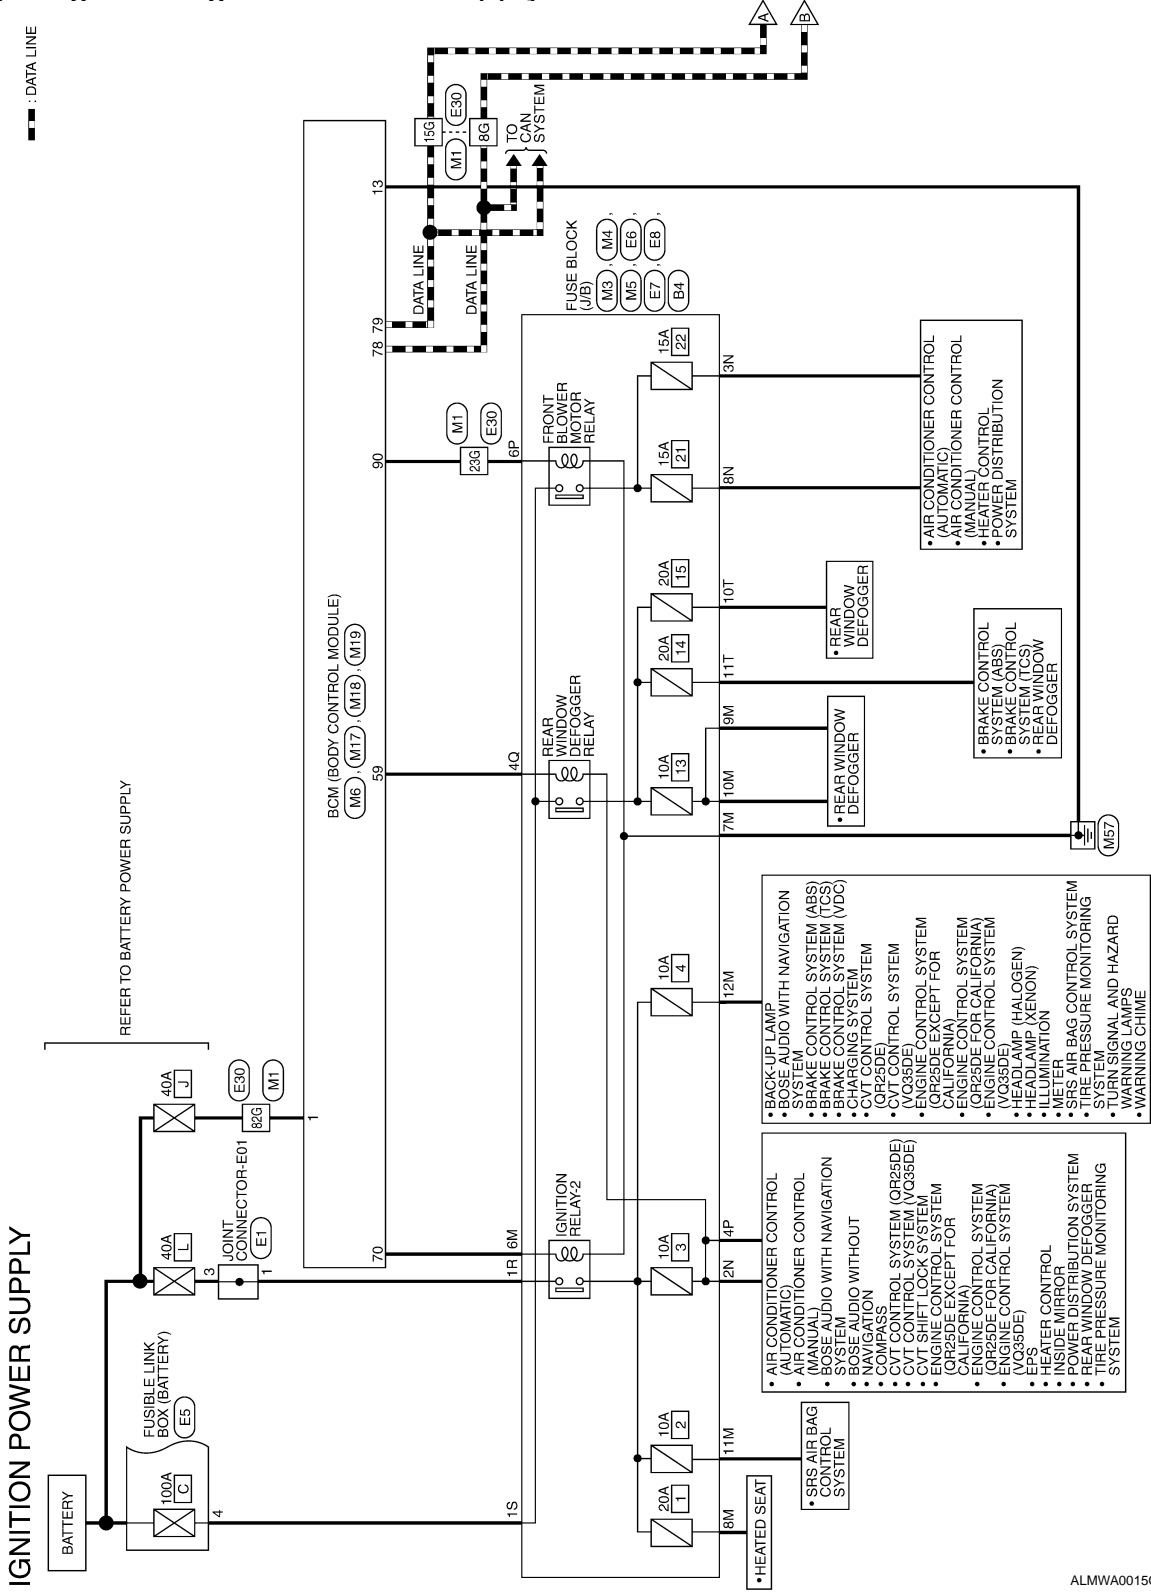 IGNITION POWER SUPPLY
: DATA LINE
REFER TO BATTERY POWER SUPPLY
BATTERY
100A
C
4
FUSIBLE LINK
BOX (BATTERY)
E5
40A
L
3
JOINT
CONNECTOR-E01
E1
1
40A
J
82G
E30
M1
1
BCM (BODY CONTROL MODULE)
M6 , M17 , M18 , M19
70
59
90
78
79
13
DATA LINE
DATA LINE
15G
8G
M1
E30
TO
CAN
SYSTEM
A
B
23G
M1
E30
FUSE BLOCK
(J/B)
M3 , M4 ,
M5 , E6 ,
E7 , E8 ,
B4
1S
1R
6M
4Q
6P
IGNITION
RELAY-2
REAR
WINDOW
DEFOGGER
RELAY
FRONT
BLOWER
MOTOR
RELAY
20A
1
10A
2
10A
3
10A
4
10A
13
20A
14
20A
15
15A
21
15A
22
8M
11M
2N
4P
12M
7M
10M
9M
11T
10T
8N
3N
• HEATED SEAT
• SRS AIR BAG
CONTROL
SYSTEM
• AIR CONDITIONER CONTROL
(AUTOMATIC)
• AIR CONDITIONER CONTROL
(MANUAL)
• BOSE AUDIO WITH NAVIGATION
SYSTEM
• BOSE AUDIO WITHOUT
• NAVIGATION
• COMPASS
• CVT CONTROL SYSTEM (QR25DE)
• CVT CONTROL SYSTEM (VQ35DE)
• CVT SHIFT LOCK SYSTEM
• ENGINE CONTROL SYSTEM
(QR25DE EXCEPT FOR
CALIFORNIA)
• ENGINE CONTROL SYSTEM
(QR25DE FOR CALIFORNIA)
• ENGINE CONTROL SYSTEM
(VQ35DE)
• EPS
• HEATER CONTROL
• INSIDE MIRROR
• POWER DISTRIBUTION SYSTEM
• REAR WINDOW DEFOGGER
• TIRE PRESSURE MONITORING
SYSTEM
• BACK-UP LAMP
• BOSE AUDIO WITH NAVIGATION
SYSTEM
• BRAKE CONTROL SYSTEM (ABS)
• BRAKE CONTROL SYSTEM (TCS)
• BRAKE CONTROL SYSTEM (VDC)
• CHARGING SYSTEM
• CVT CONTROL SYSTEM
(QR25DE)
• CVT CONTROL SYSTEM
(VQ35DE)
• ENGINE CONTROL SYSTEM
(QR25DE EXCEPT FOR
CALIFORNIA)
• ENGINE CONTROL SYSTEM
(QR25DE FOR CALIFORNIA)
• ENGINE CONTROL SYSTEM
(VQ35DE)
• HEADLAMP (HALOGEN)
• HEADLAMP (XENON)
• ILLUMINATION
• METER
• SRS AIR BAG CONTROL SYSTEM
• TIRE PRESSURE MONITORING
SYSTEM
• TURN SIGNAL AND HAZARD
WARNING LAMPS
• WARNING CHIME
M57
• REAR WINDOW
DEFOGGER
• BRAKE CONTROL
SYSTEM (ABS)
• BRAKE CONTROL
SYSTEM (TCS)
• REAR WINDOW
DEFOGGER
• REAR
WINDOW
DEFOGGER
• AIR CONDITIONER CONTROL
(AUTOMATIC)
• AIR CONDITIONER CONTROL
(MANUAL)
• HEATER CONTROL
• POWER DISTRIBUTION
SYSTEM